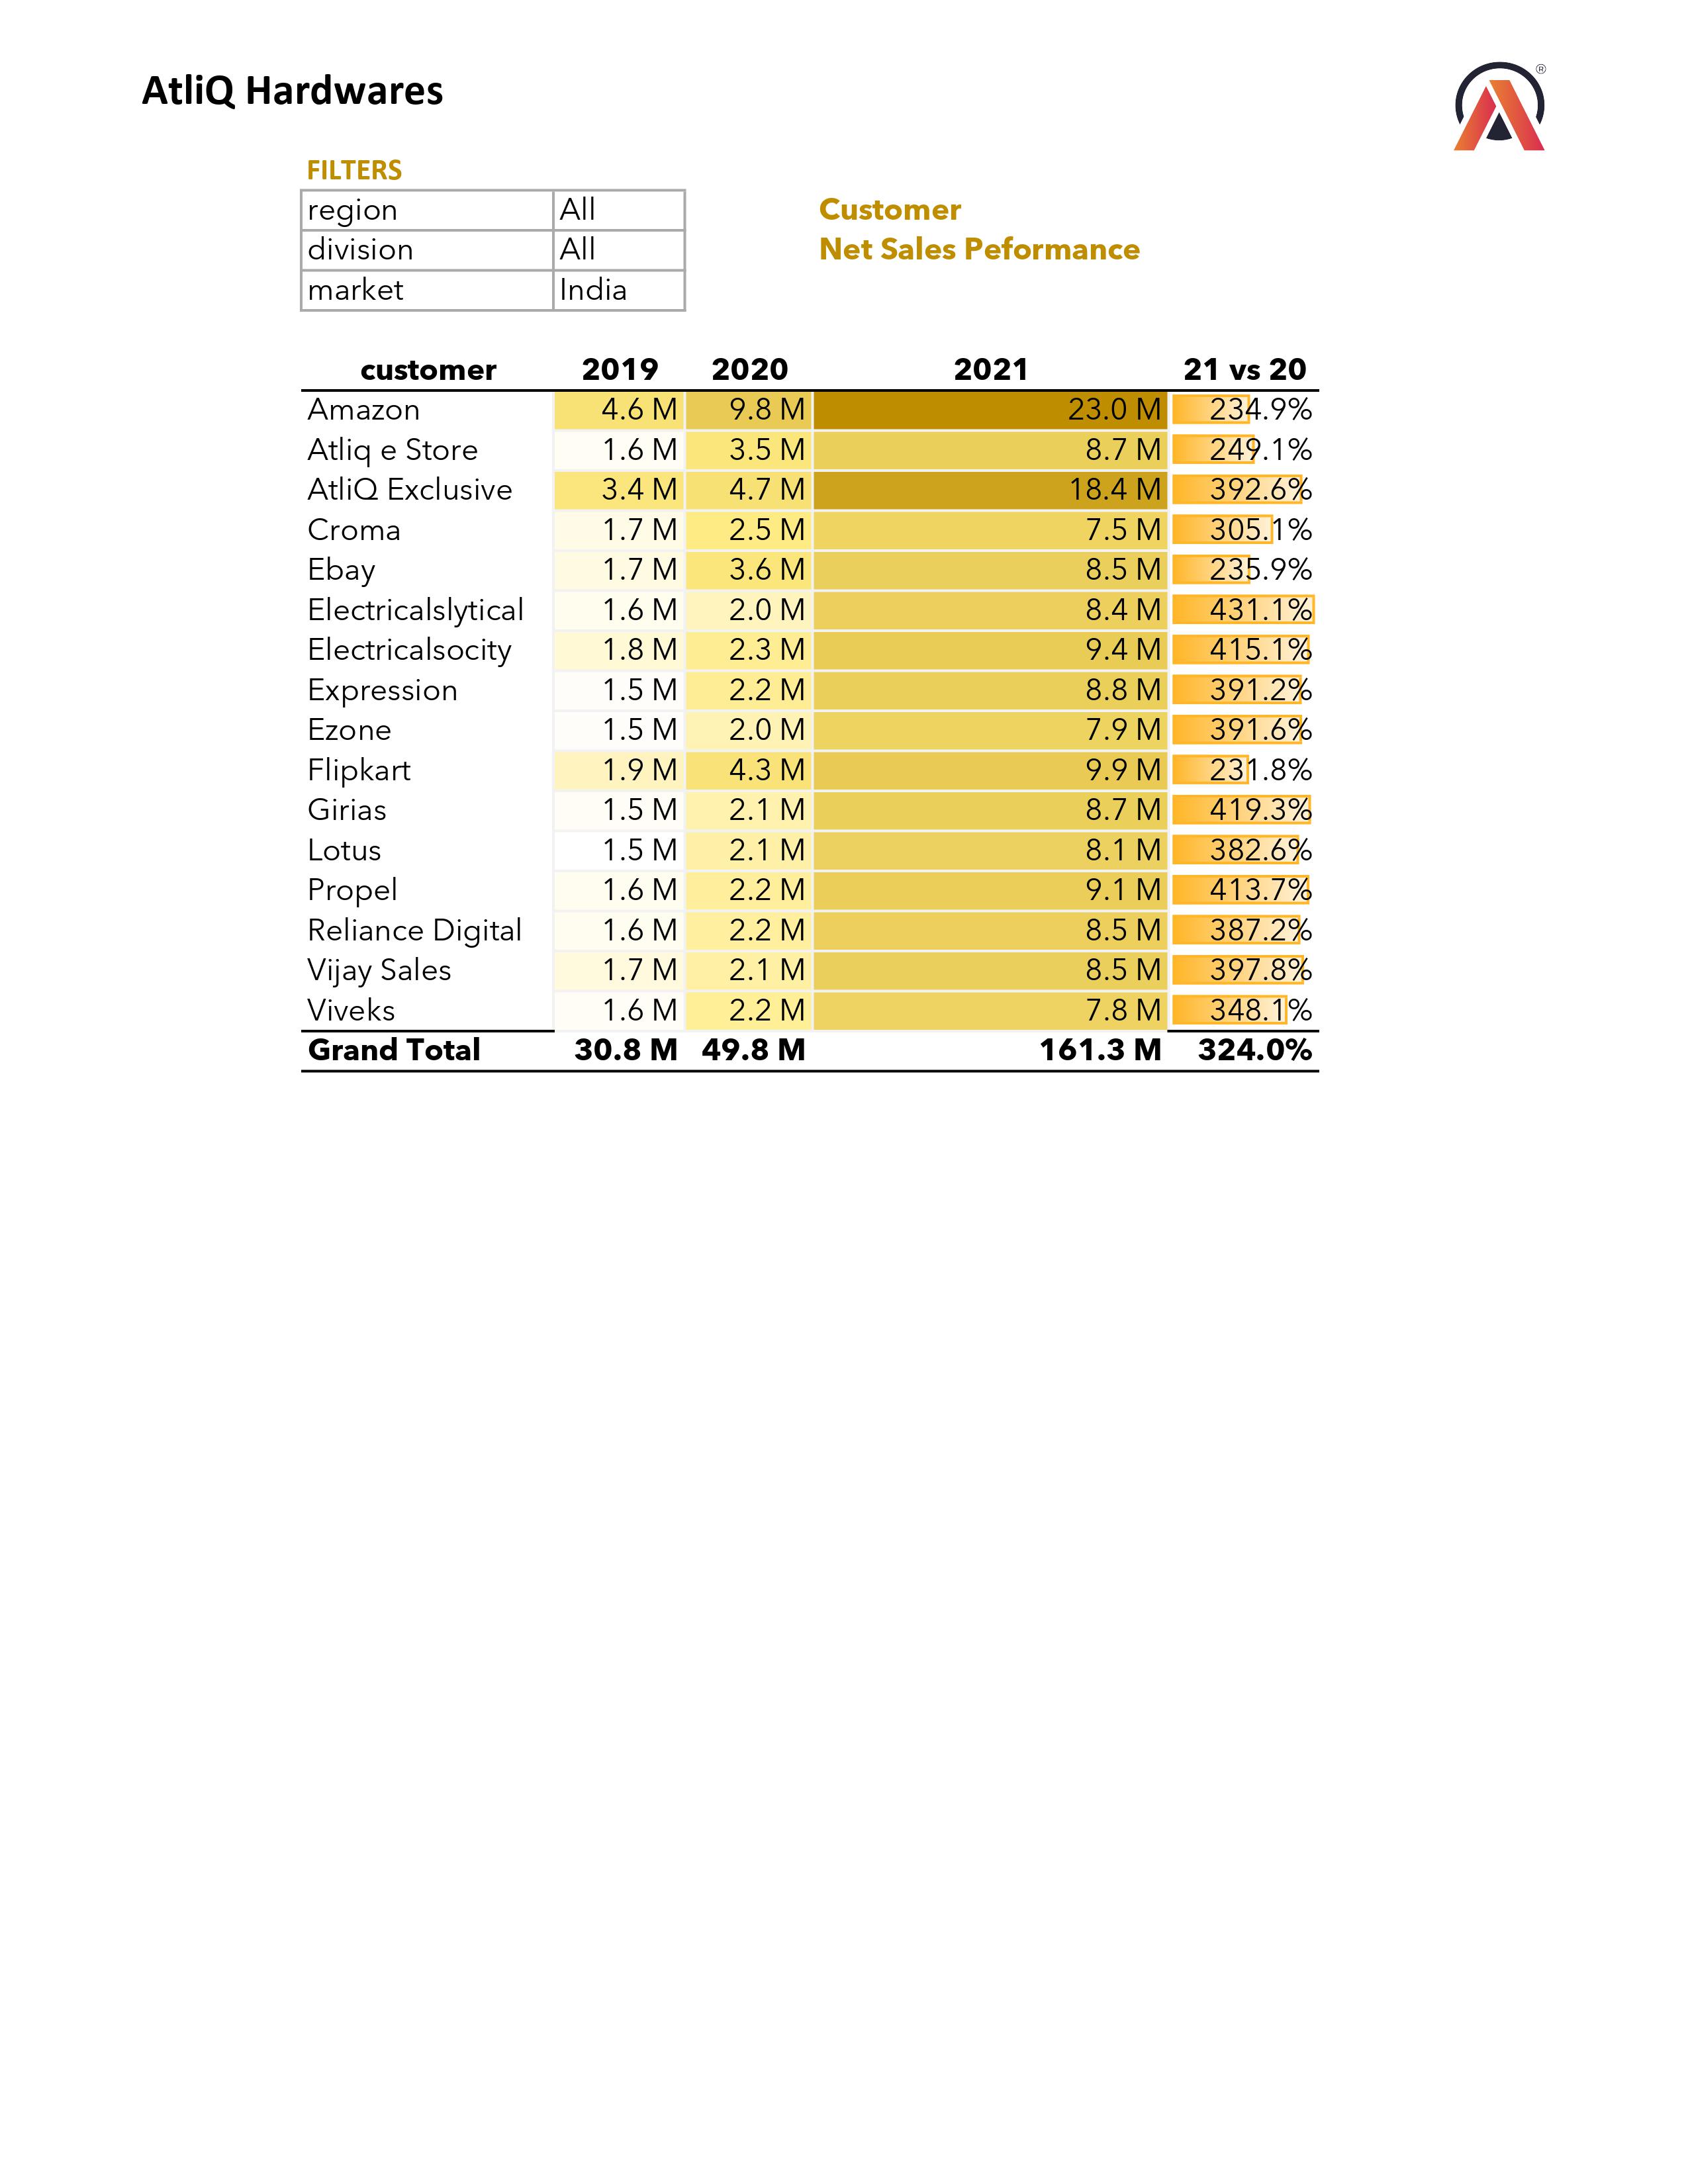 AtliQ Hardwares
®
FILTERS
region All
division All
market India
Customer
Net Sales Peformance
customer 2019 2020 2021 21 vs 20
Amazon 4.6 M 9.8 M 23.0 M 234.9%
Atliq e Store 1.6 M 3.5 M 8.7 M 249.1%
AtliQ Exclusive 3.4 M 4.7 M 18.4 M 392.6%
Croma 1.7 M 2.5 M 7.5 M 305.1%
Ebay 1.7 M 3.6 M 8.5 M 235.9%
Electricalslytical 1.6 M 2.0 M 8.4 M 431.1%
Electricalsocity 1.8 M 2.3 M 9.4 M 415.1%
Expression 1.5 M 2.2 M 8.8 M 391.2%
Ezone 1.5 M 2.0 M 7.9 M 391.6%
Flipkart 1.9 M 4.3 M 9.9 M 231.8%
Girias 1.5 M 2.1 M 8.7 M 419.3%
Lotus 1.5 M 2.1 M 8.1 M 382.6%
Propel 1.6 M 2.2 M 9.1 M 413.7%
Reliance Digital 1.6 M 2.2 M 8.5 M 387.2%
Vijay Sales 1.7 M 2.1 M 8.5 M 397.8%
Viveks 1.6 M 2.2 M 7.8 M 348.1%
Grand Total 30.8 M 49.8 M 161.3 M 324.0%